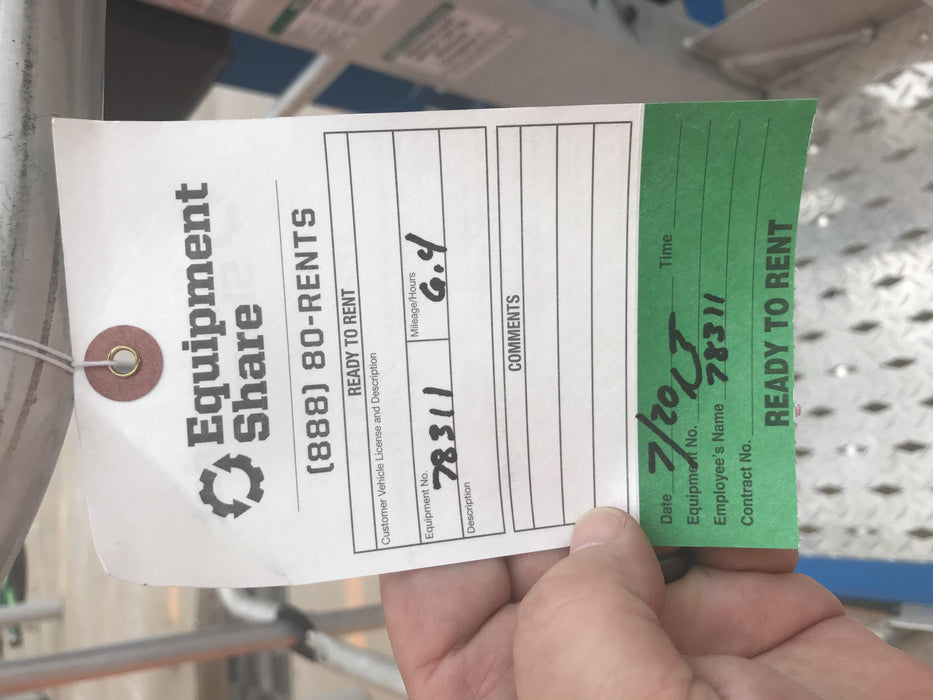 Equipment
Share
(888) 80-RENTS
READY TO RENT
Customer Vehicle License and Description
Equipment No. Mileage/Hours
78311 6.4
Description
COMMENTS
Date 7/20 Time
Equipment No.
Employee's Name 78311
Contract No.
READY TO RENT